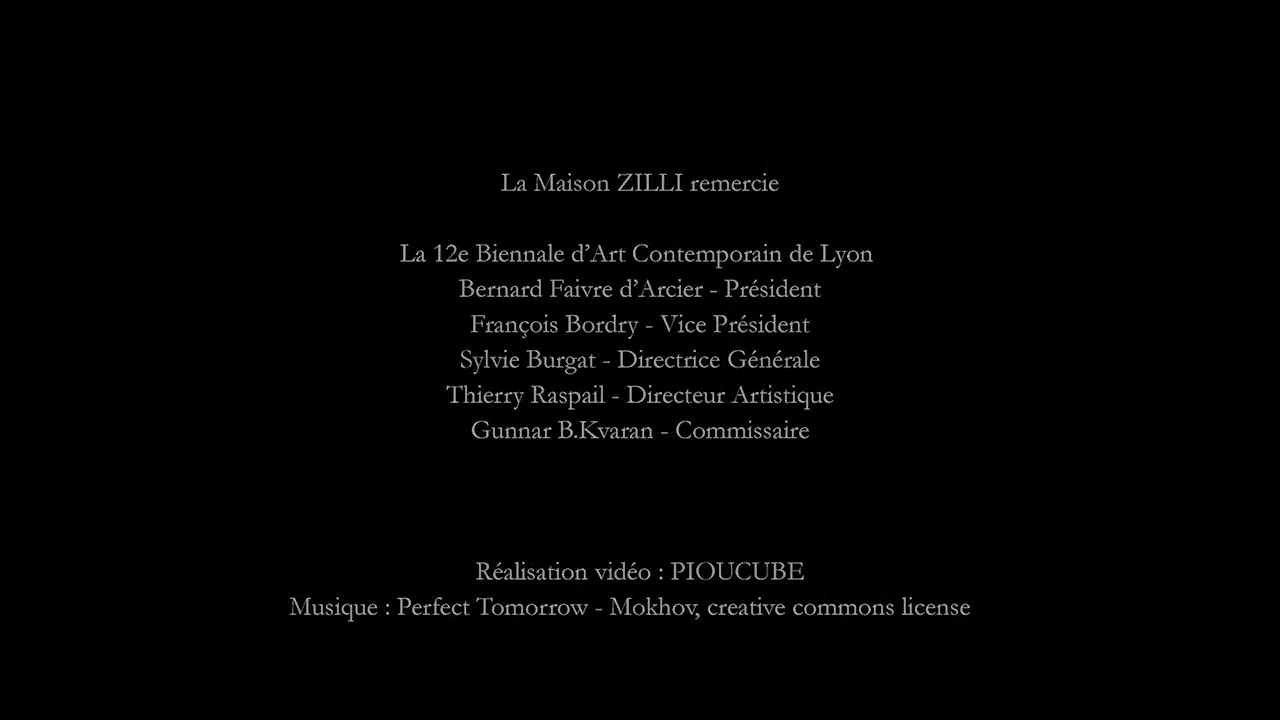 La Maison ZILLI remercie
La 12e Biennale d’Art Contemporain de Lyon
Bernard Faivre d’Arcier - Président
François Bordry - Vice Président
Sylvie Burgat - Directrice Générale
Thierry Raspail - Directeur Artistique
Gunnar B.Kvaran - Commissaire
Réalisation vidéo : PIOUCUBE
Musique : Perfect Tomorrow - Mokhov, creative commons license